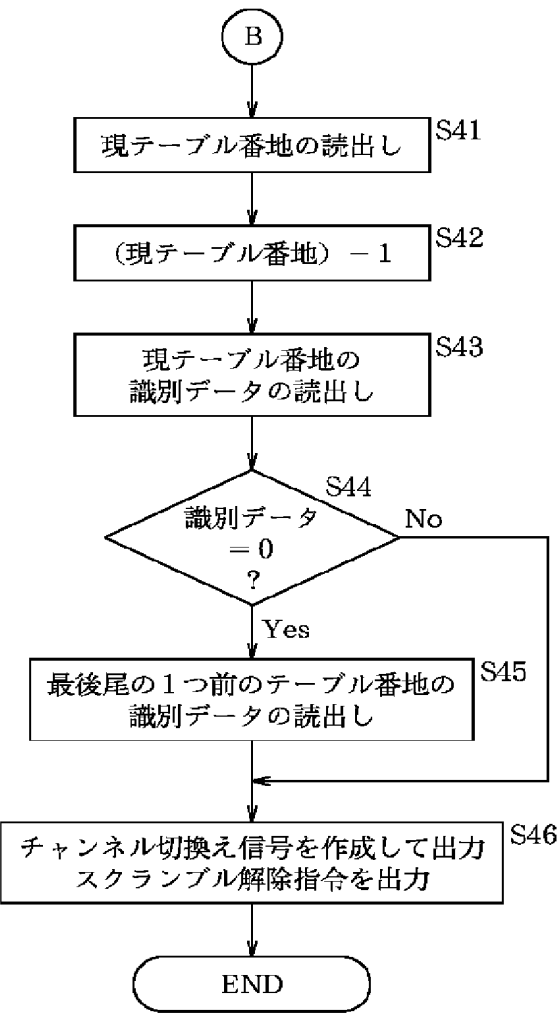 B
S41
現テーブル番地の読出し
S42
(現テーブル番地)－1
S43
現テーブル番地の
識別データの読出し
S44
識別データ
＝0
?
No
Yes
S45
最後尾の1つ前のテーブル番地の
識別データの読出し
S46
チャンネル切換え信号を作成して出力
スクランブル解除指令を出力
END